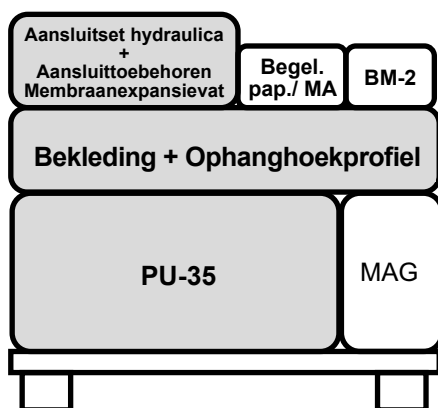 Aansluitset hydraulica
+
Aansluittoebehoren
Membraanexpansievat
Begel.
pap./ MA
BM-2
Bekleding + Ophanghoekprofiel
PU-35
MAG